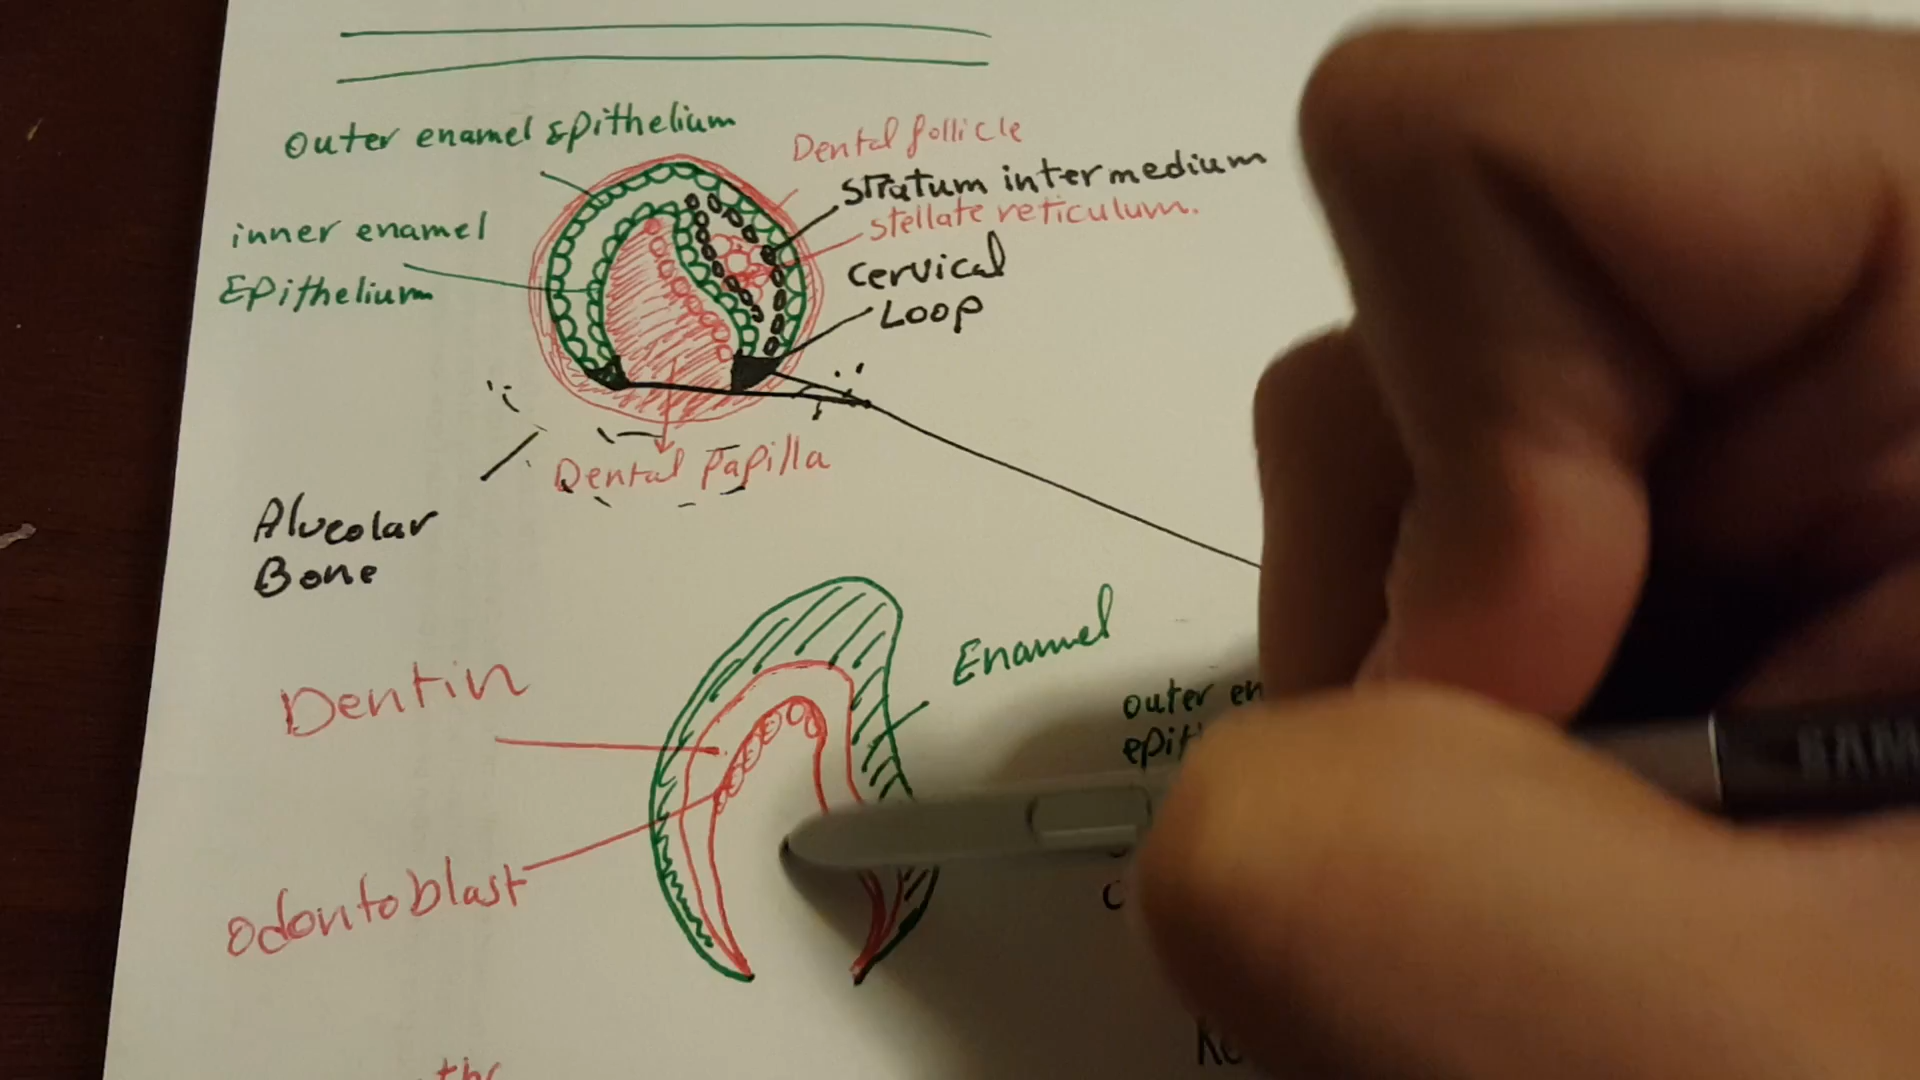 outer enamel Epithelium
Dental follicle
stratum intermedium
stellate reticulum.
inner enamel
Epithelium
Cervical
Loop
Dental Papilla
Alveolar
Bone
Enamel
Dentin
outer
odontoblast